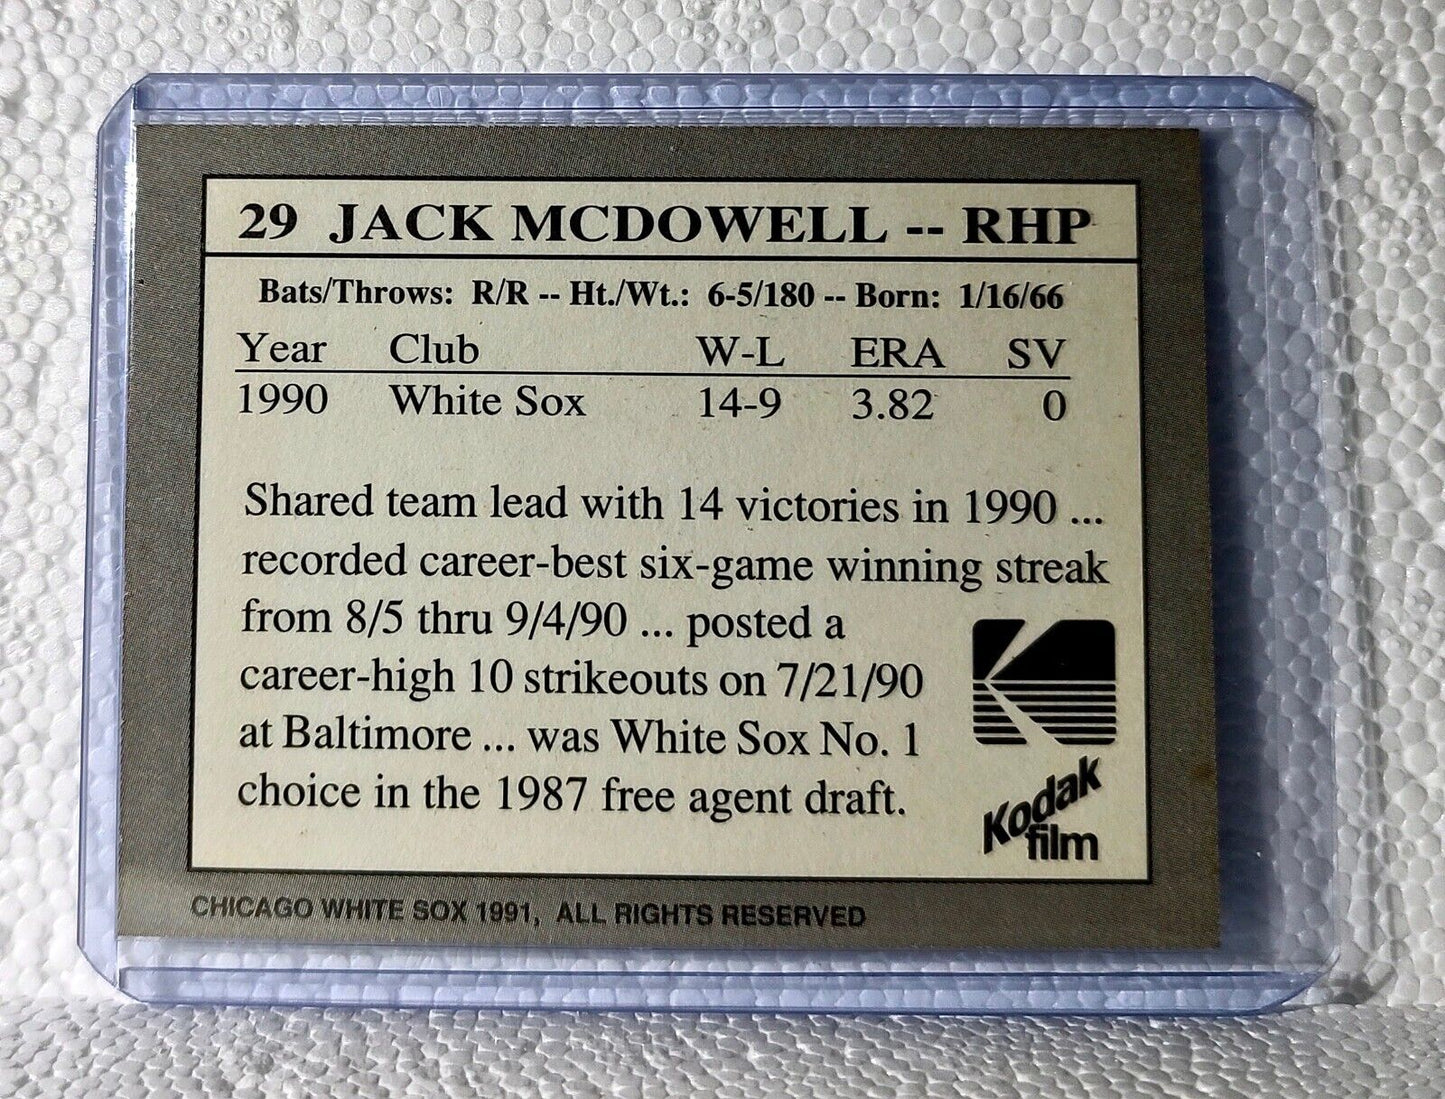 29 JACK MCDOWELL -- RHP
Bats/Throws: R/R -- Ht./Wt.: 6-5/180 -- Born: 1/16/66
Year Club W-L ERA SV
1990 White Sox 14-9 3.82 0
Shared team lead with 14 victories in 1990 ...
recorded career-best six-game winning streak
from 8/5 thru 9/4/90 ... posted a
career-high 10 strikeouts on 7/21/90
at Baltimore ... was White Sox No. 1
choice in the 1987 free agent draft.
Kodak
film
CHICAGO WHITE SOX 1991, ALL RIGHTS RESERVED